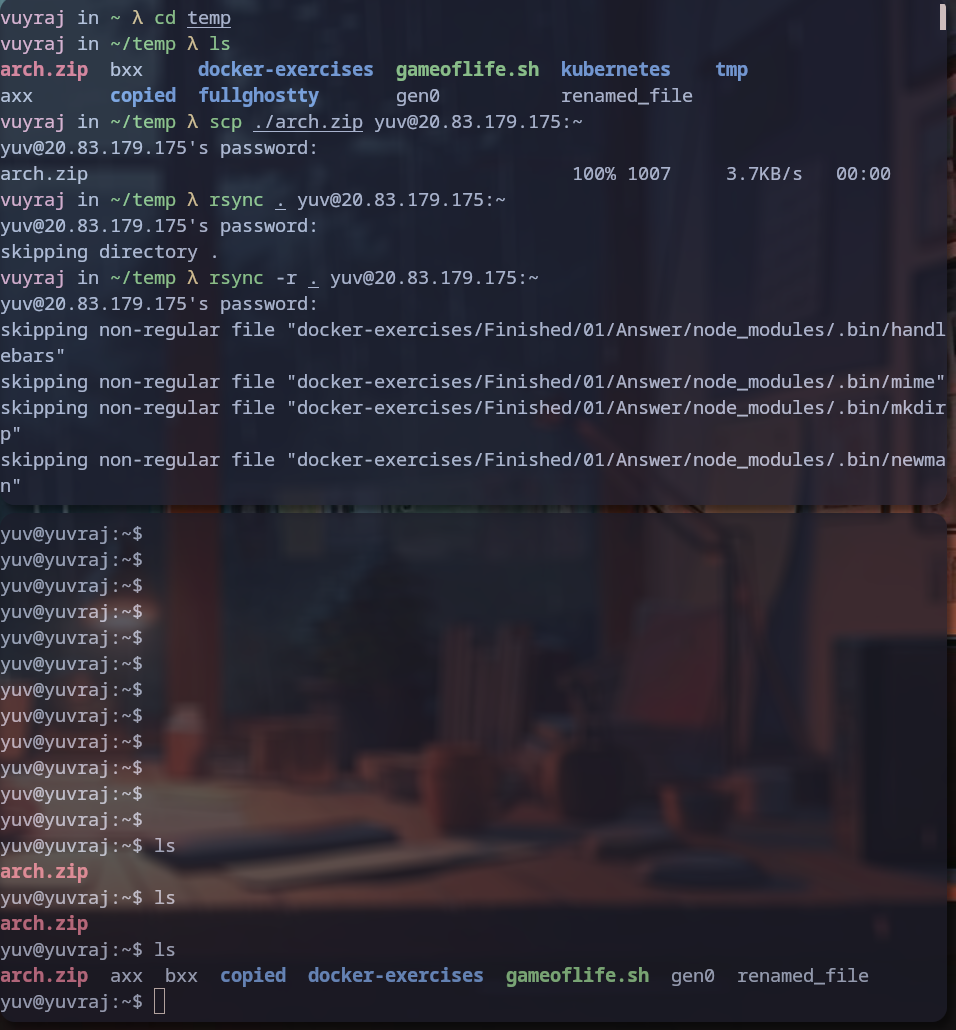 vuyraj in ~ λ cd temp
vuyraj in ~/temp λ ls
arch.zip  bxx     docker-exercises  gameoflife.sh  kubernetes    tmp
axx       copied  fullghostty       gen0           renamed_file
vuyraj in ~/temp λ scp ./arch.zip yuv@20.83.179.175:~
yuv@20.83.179.175's password:
arch.zip                                            100% 1007     3.7KB/s   00:00
vuyraj in ~/temp λ rsync . yuv@20.83.179.175:~
yuv@20.83.179.175's password:
skipping directory .
vuyraj in ~/temp λ rsync -r . yuv@20.83.179.175:~
yuv@20.83.179.175's password:
skipping non-regular file "docker-exercises/Finished/01/Answer/node_modules/.bin/handl
ebars"
skipping non-regular file "docker-exercises/Finished/01/Answer/node_modules/.bin/mime"
skipping non-regular file "docker-exercises/Finished/01/Answer/node_modules/.bin/mkdir
p"
skipping non-regular file "docker-exercises/Finished/01/Answer/node_modules/.bin/newma
n"
yuv@yuvraj:~$
yuv@yuvraj:~$
yuv@yuvraj:~$
yuv@yuvraj:~$
yuv@yuvraj:~$
yuv@yuvraj:~$
yuv@yuvraj:~$
yuv@yuvraj:~$
yuv@yuvraj:~$
yuv@yuvraj:~$
yuv@yuvraj:~$
yuv@yuvraj:~$
yuv@yuvraj:~$ ls
arch.zip
yuv@yuvraj:~$ ls
arch.zip
yuv@yuvraj:~$ ls
arch.zip  axx  bxx  copied  docker-exercises  gameoflife.sh  gen0  renamed_file
yuv@yuvraj:~$